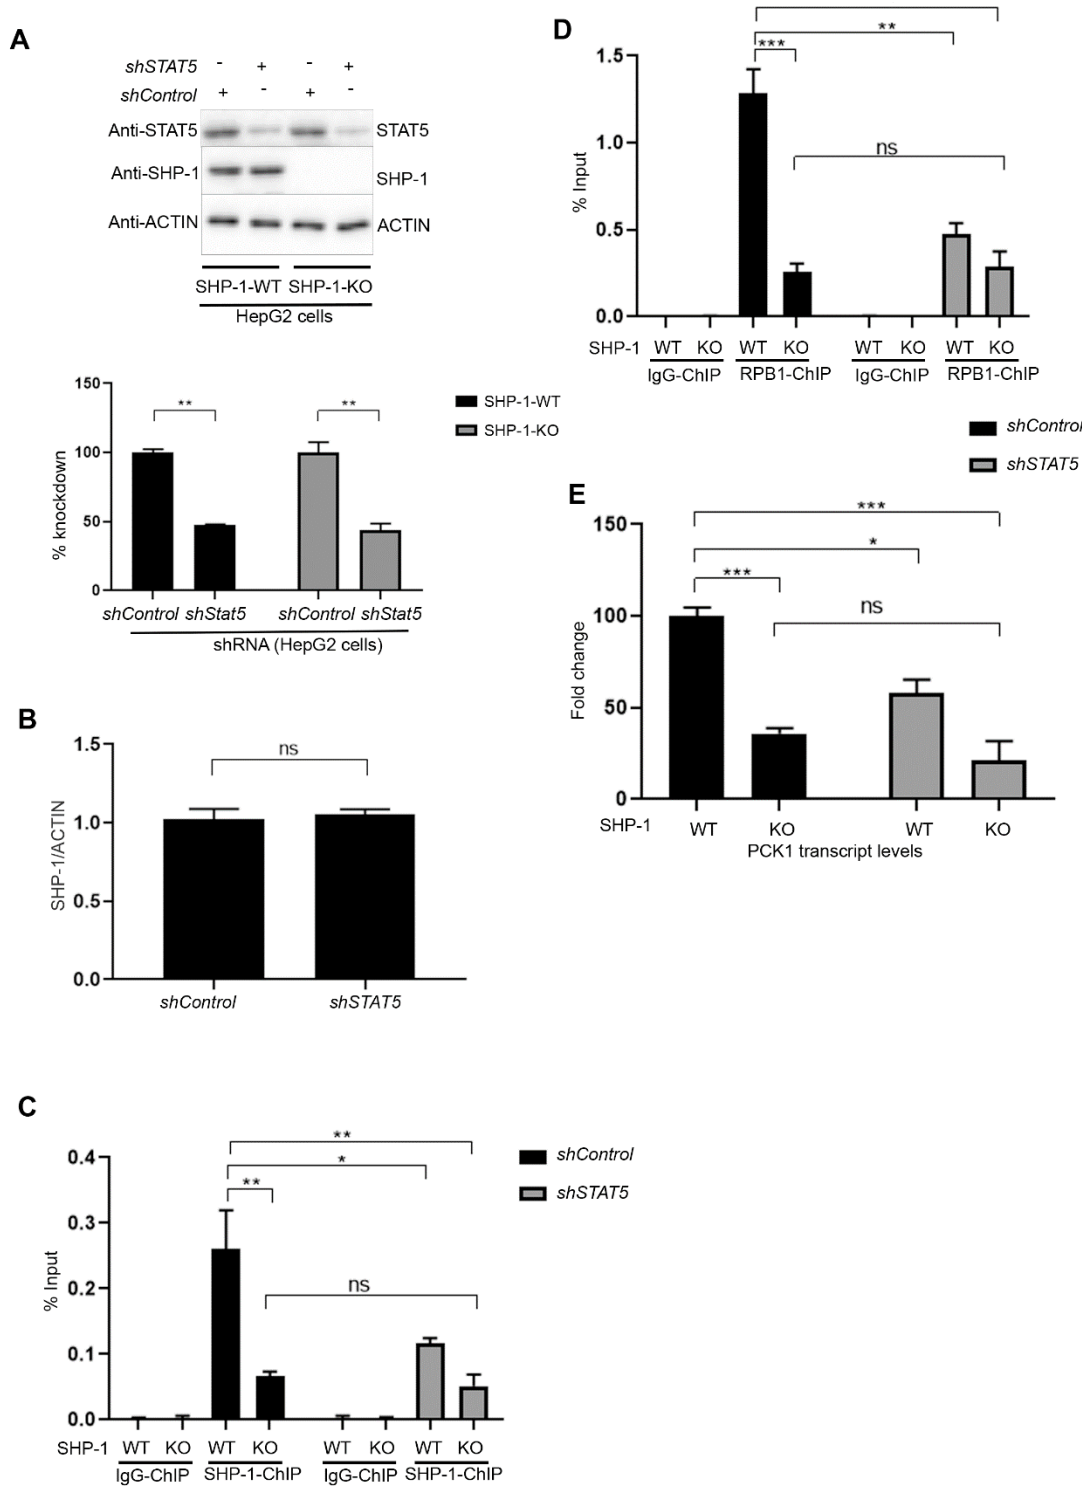 A
shSTAT5 - + - +
shControl + - + -
Anti-STAT5 STAT5
Anti-SHP-1 SHP-1
Anti-ACTIN ACTIN
SHP-1-WT SHP-1-KO
HepG2 cells
% knockdown
150
100
50
0
** **
SHP-1-WT
SHP-1-KO
shControl shStat5 shControl shStat5
shRNA (HepG2 cells)
B
SHP-1/ACTIN
1.5
1.0
0.5
0.0
ns
shControl shSTAT5
C
% Input
0.4
0.3
0.2
0.1
0.0
**
*
**
ns
shControl
shSTAT5
SHP-1 WT KO WT KO WT KO WT KO
IgG-ChIP SHP-1-ChIP IgG-ChIP SHP-1-ChIP
D
% Input
1.5
1.0
0.5
0.0
**
***
ns
SHP-1 WT KO WT KO WT KO WT KO
IgG-ChIP RPB1-ChIP IgG-ChIP RPB1-ChIP
shControl
shSTAT5
E
Fold change
150
100
50
0
***
*
***
ns
SHP-1 WT KO WT KO
PCK1 transcript levels